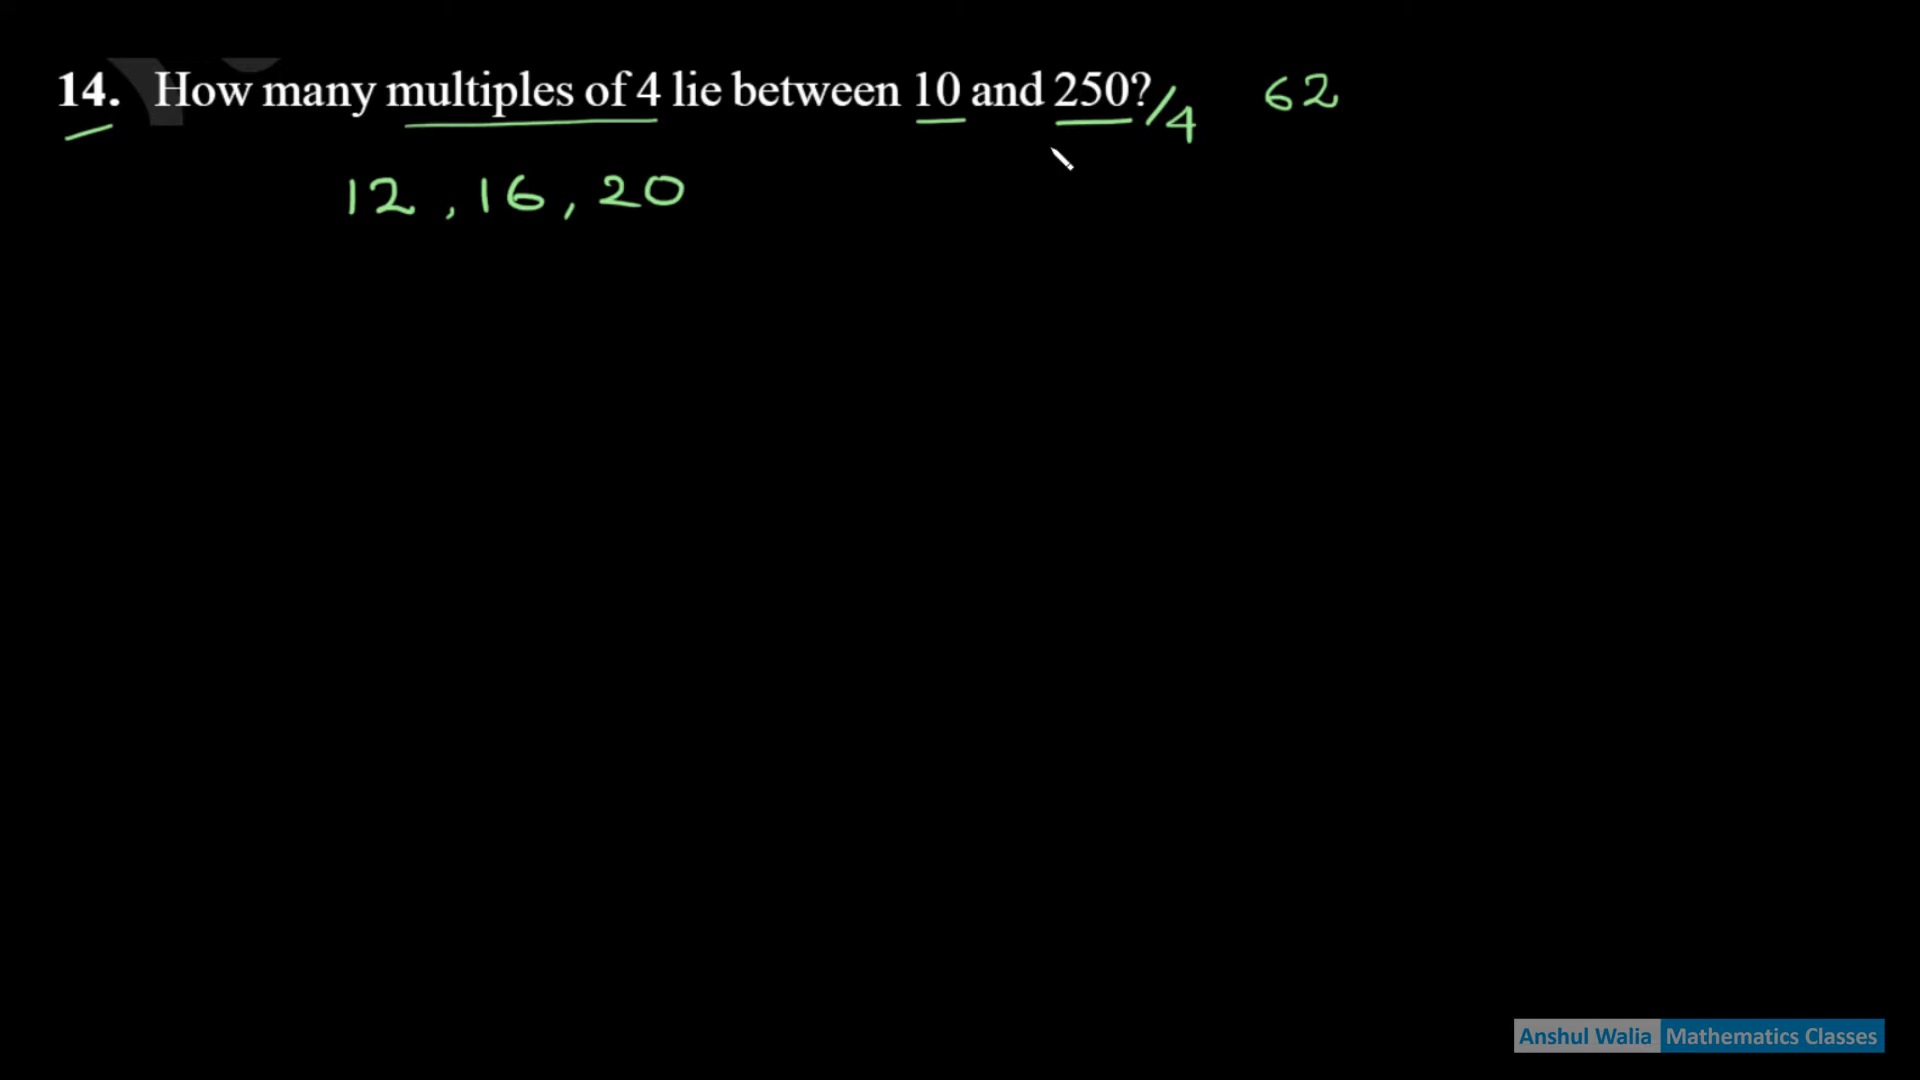 14. How many multiples of 4 lie between 10 and 250?/4 62
12, 16, 20
Anshul Walia Mathematics Classes